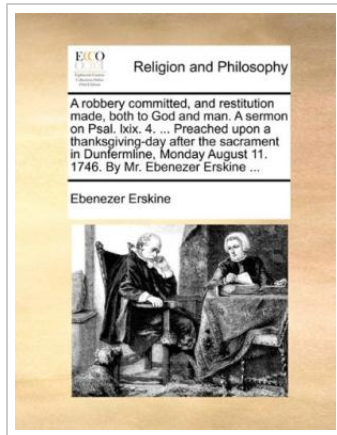 ECCO
Religion and Philosophy
A robbery committed, and restitution
made, both to God and man. A sermon
on Psal. lxix. 4. ... Preached upon a
thanksgiving-day after the sacrament
in Dunfermline, Monday August 11.
1746. By Mr. Ebenezer Erskine ...
Ebenezer Erskine